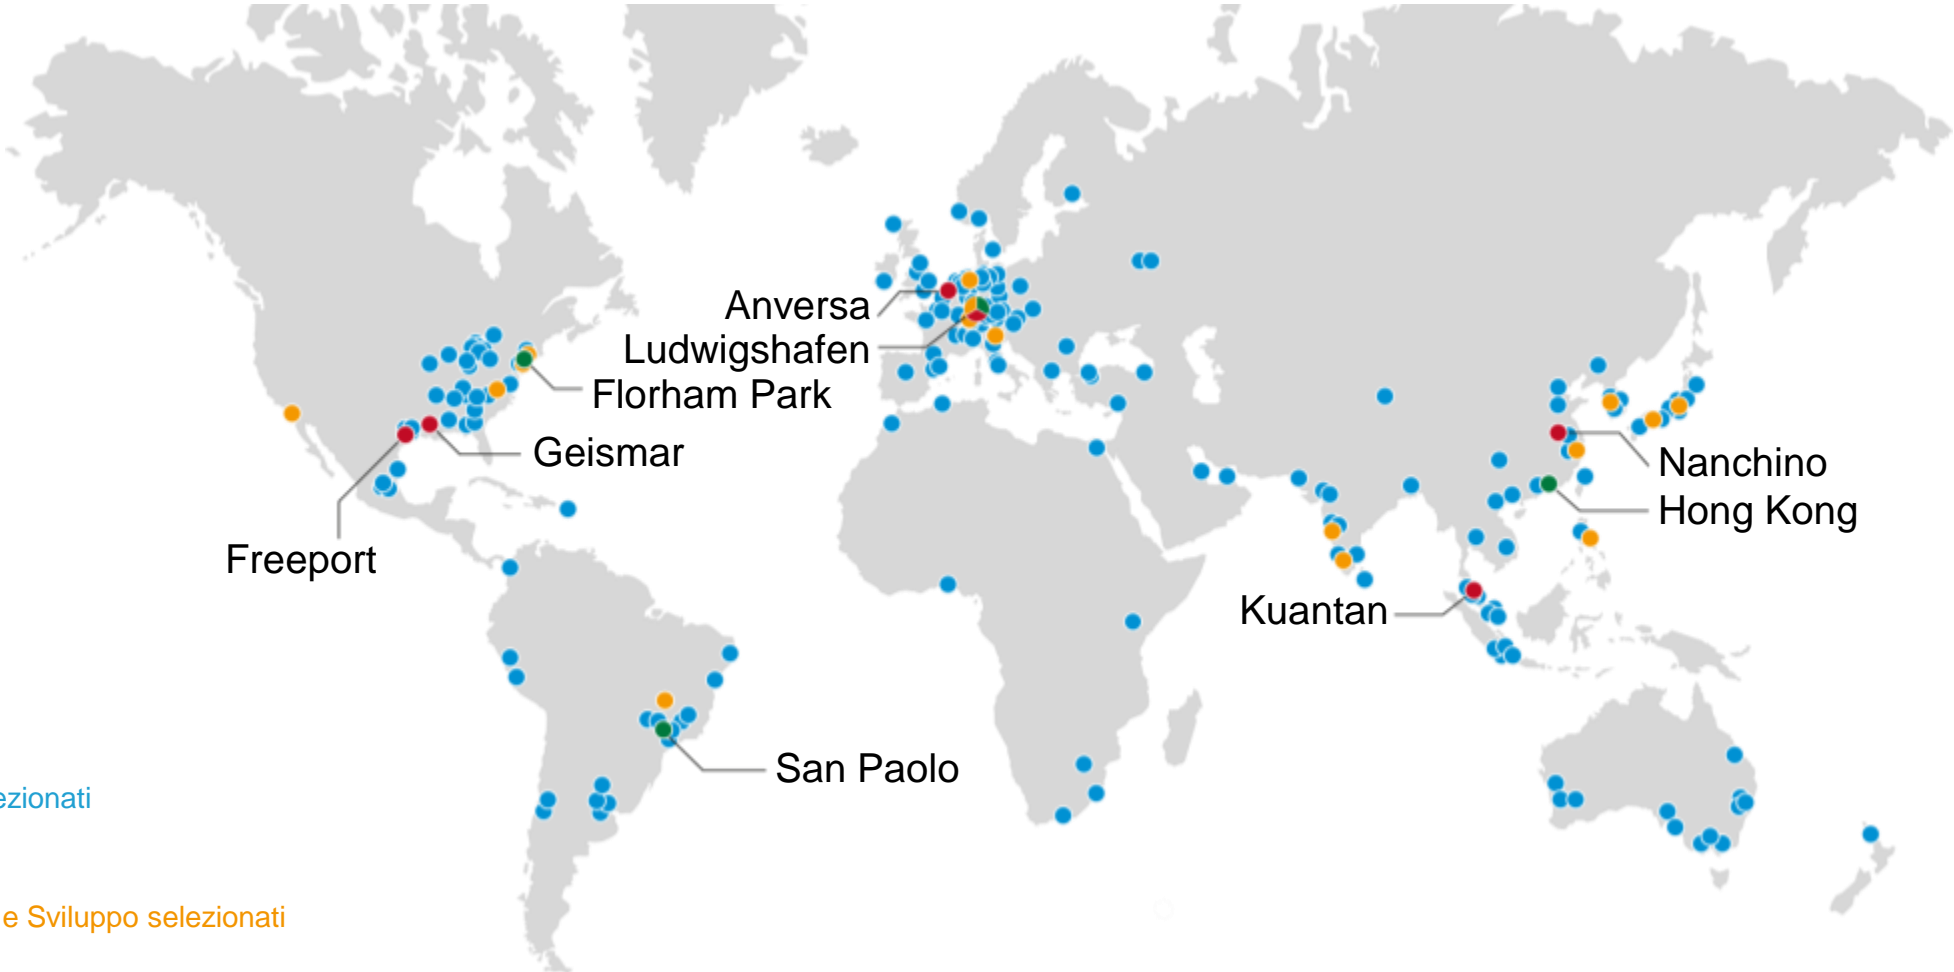 Anversa
Ludwigshafen
Florham Park
Geismar
Freeport
Nanchino
Hong Kong
Kuantan
San Paolo
ezionati
e Sviluppo selezionati